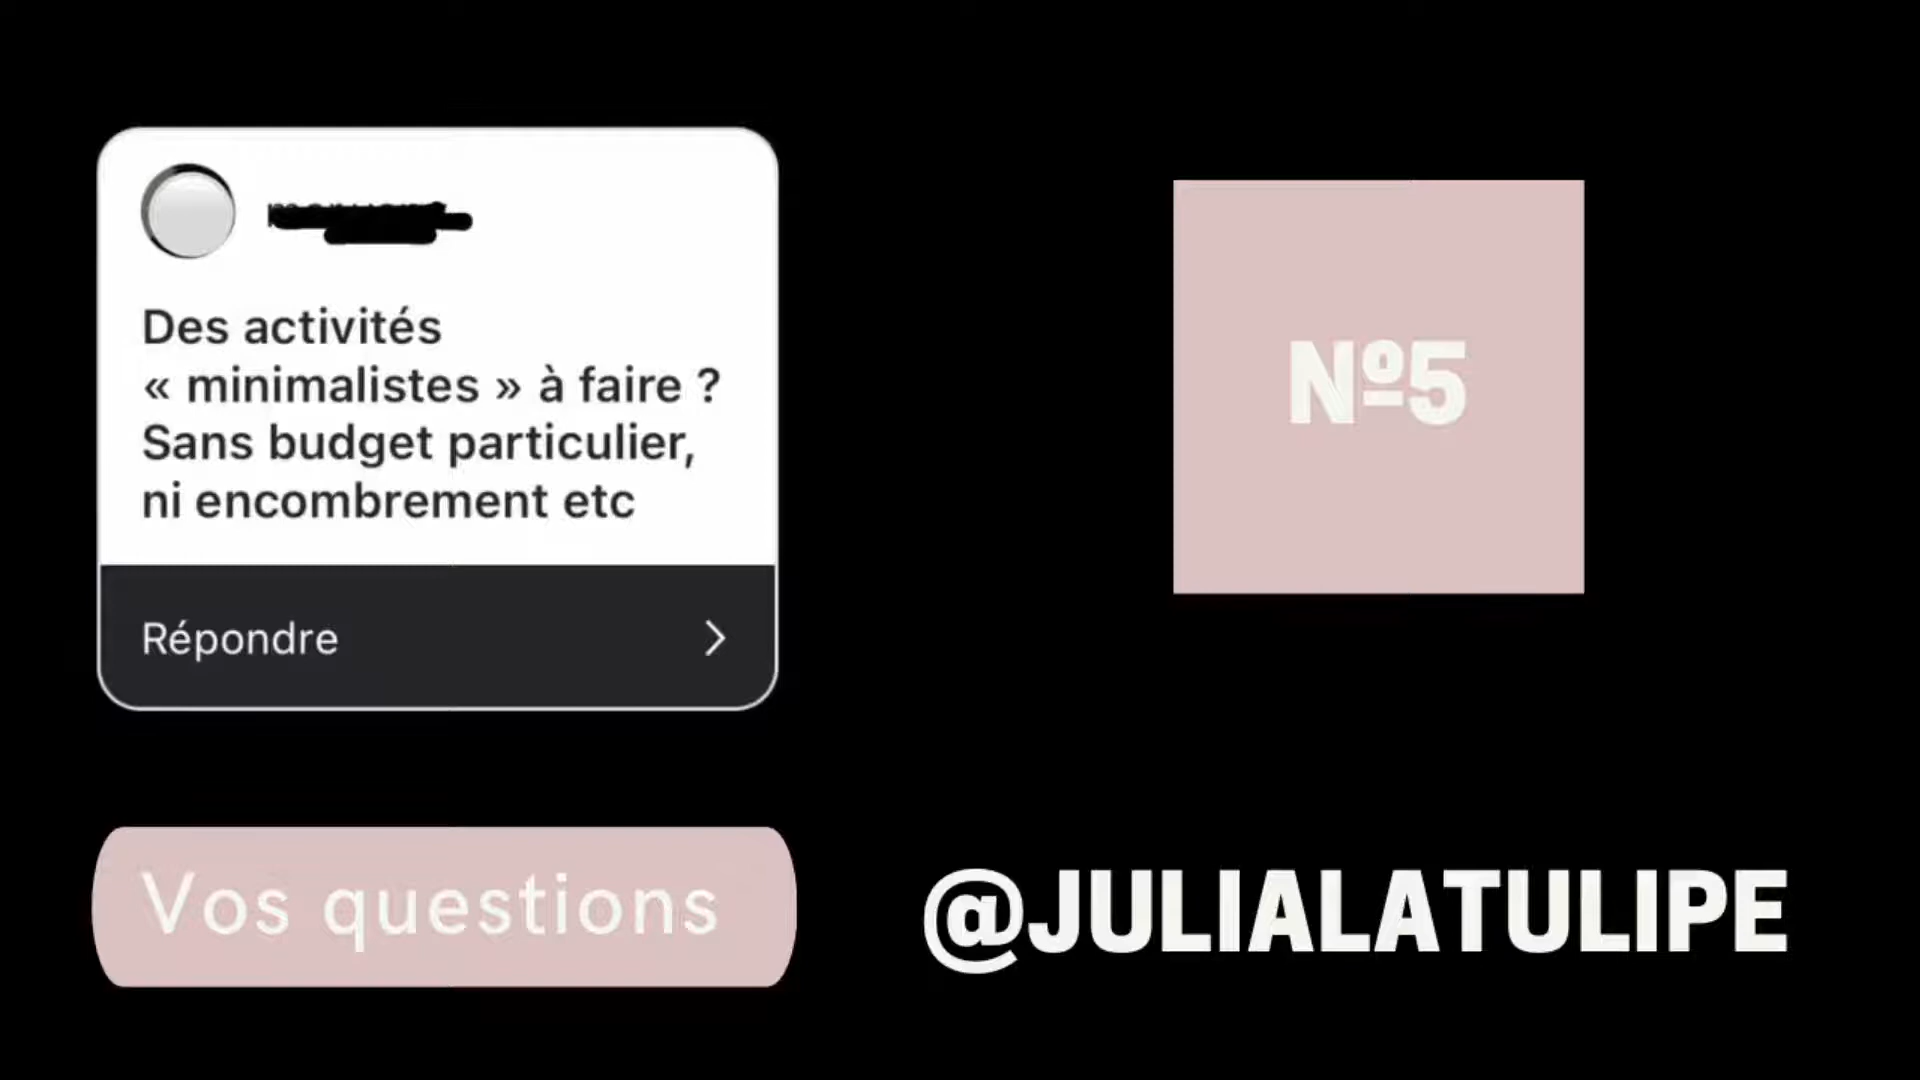 Des activités
« minimalistes » à faire ?
Sans budget particulier,
ni encombrement etc
Répondre
Nº5
Vos questions
@JULIALATULIPE